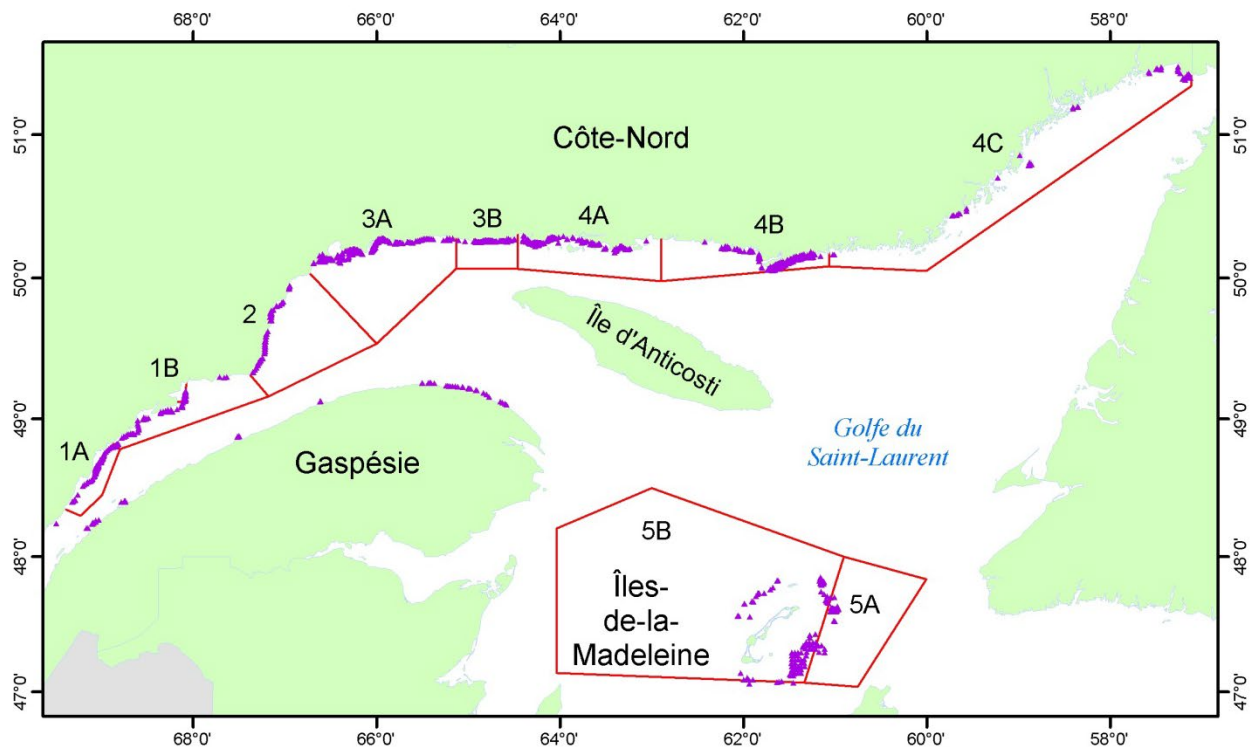 68°0' 66°0' 64°0' 62°0' 60°0' 58°0'
51°0' 51°0'
Côte-Nord
4C
3A 3B 4A 4B
50°0' 50°0'
2
Île d'Anticosti
1B
49°0' 49°0'
1A
Gaspésie
Golfe du
Saint-Laurent
48°0' 48°0'
5B
5A
Îles-
de-la-
Madeleine
47°0' 47°0'
68°0' 66°0' 64°0' 62°0' 60°0' 58°0'